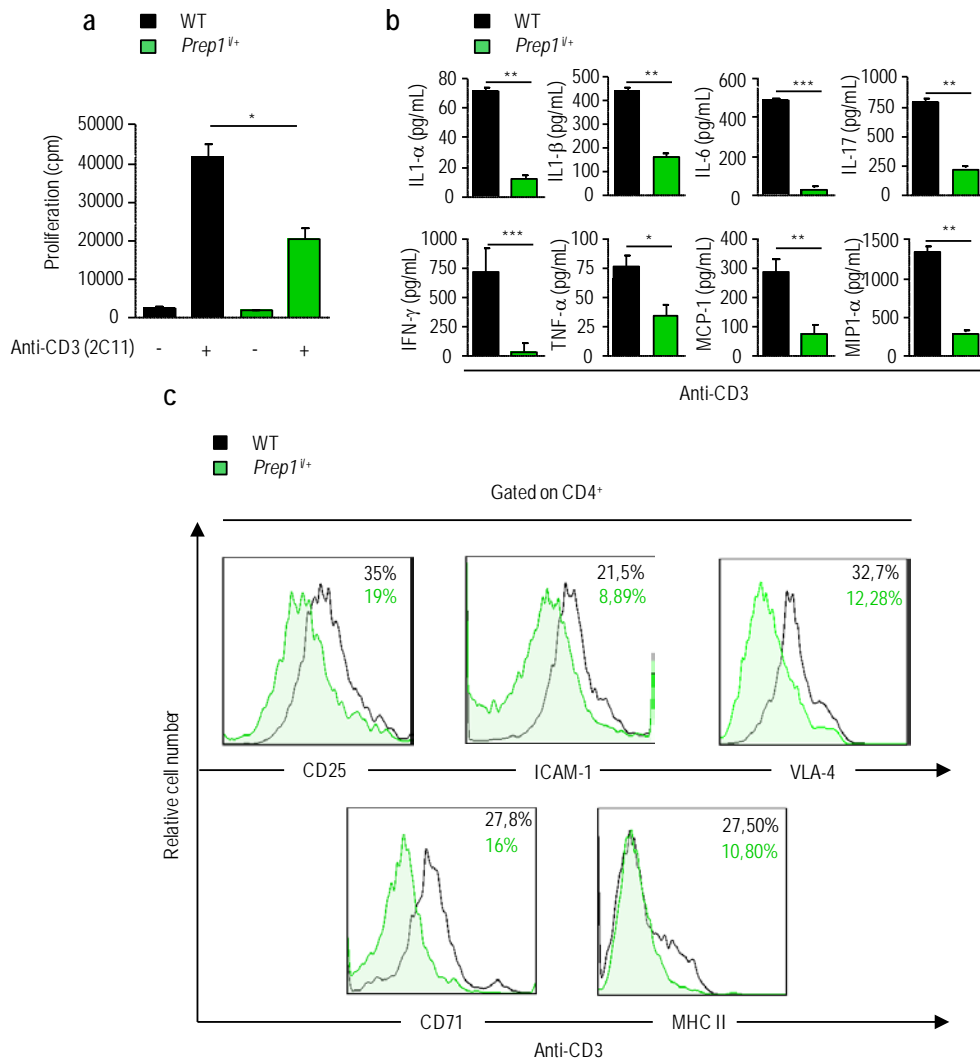 a
WT
Prep1 i/+
Proliferation (cpm)
50000
40000
30000
20000
10000
0
*
Anti-CD3 (2C11)
- + - +
b
WT
Prep1 i/+
IL1-α (pg/mL)
80
60
40
20
0
**
IL1-β (pg/mL)
500
400
300
200
100
0
**
IL-6 (pg/mL)
600
400
200
0
***
IL-17 (pg/mL)
1000
750
500
250
0
**
IFN-γ (pg/mL)
1000
750
500
250
0
***
TNF-α (pg/mL)
100
75
50
25
0
*
MCP-1 (pg/mL)
400
300
200
100
0
**
MIP1-α (pg/mL)
1500
1000
500
0
**
Anti-CD3
c
WT
Prep1 i/+
Gated on CD4+
Relative cell number
35%
19%
CD25
21,5%
8,89%
ICAM-1
32,7%
12,28%
VLA-4
27,8%
16%
CD71
27,50%
10,80%
MHC II
Anti-CD3